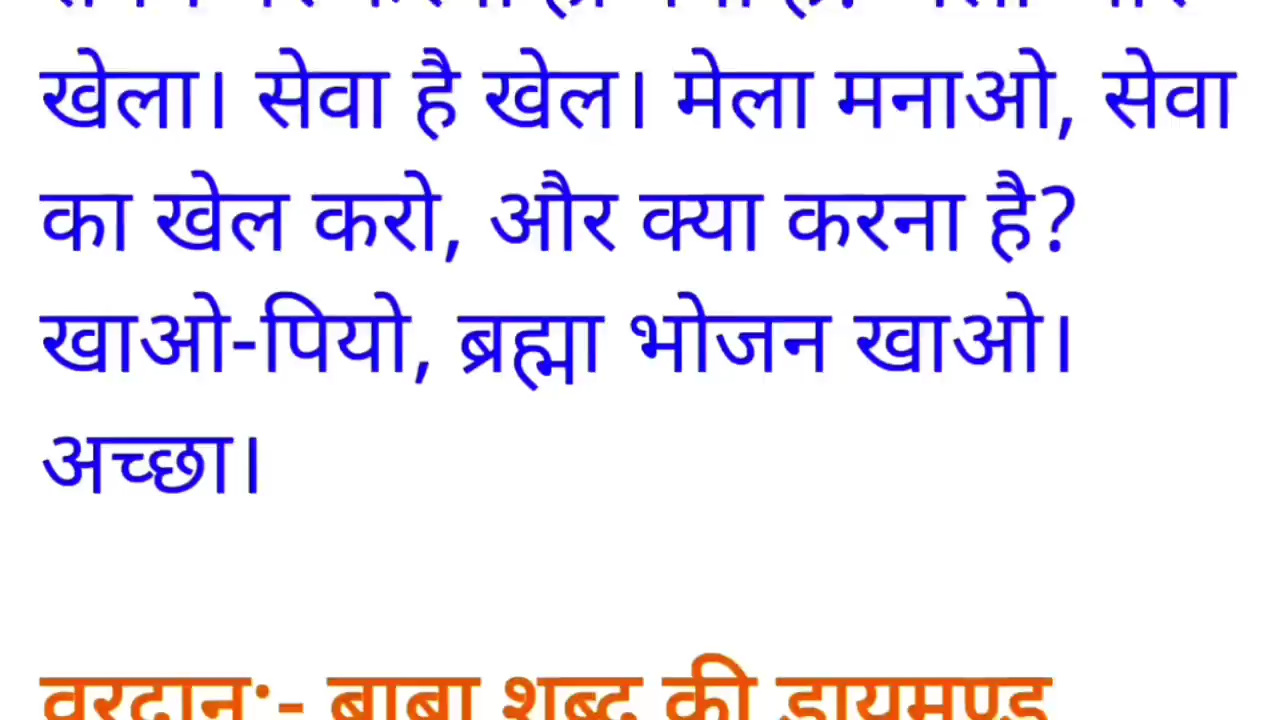 खेला। सेवा है खेल। मेला मनाओ, सेवा
का खेल करो, और क्या करना है?
खाओ-पियो, ब्रह्मा भोजन खाओ।
अच्छा।
वरदान:- बाबा शब्द की डायमण्ड